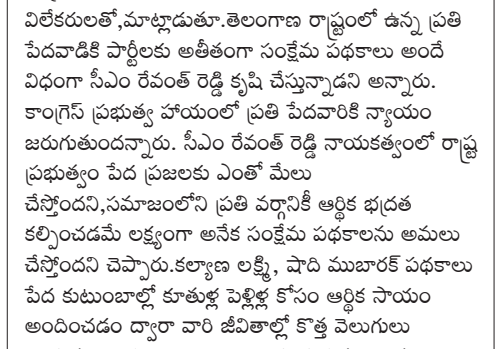 విలేకరులతో,మాట్లాడుతూ.తెలంగాణ రాష్ట్రంలో ఉన్న ప్రతి
పేదవాడికి పార్టీలకు అతీతంగా సంక్షేమ పథకాలు అందే
విధంగా సీఎం రేవంత్ రెడ్డి కృషి చేస్తున్నాడని అన్నారు.
కాంగ్రెస్ ప్రభుత్వ హాయంలో ప్రతి పేదవారికి న్యాయం
జరుగుతుందన్నారు. సీఎం రేవంత్ రెడ్డి నాయకత్వంలో రాష్ట్ర
ప్రభుత్వం పేద ప్రజలకు ఎంతో మేలు
చేస్తోందని,సమాజంలోని ప్రతి వర్గానికీ ఆర్థిక భద్రత
కల్పించడమే లక్ష్యంగా అనేక సంక్షేమ పథకాలను అమలు
చేస్తోందని చెప్పారు.కల్యాణ లక్ష్మి, షాది ముబారక్ పథకాలు
పేద కుటుంబాల్లో కూతుళ్ల పెళ్లిళ్ల కోసం ఆర్థిక సాయం
అందించడం ద్వారా వారి జీవితాల్లో కొత్త వెలుగులు